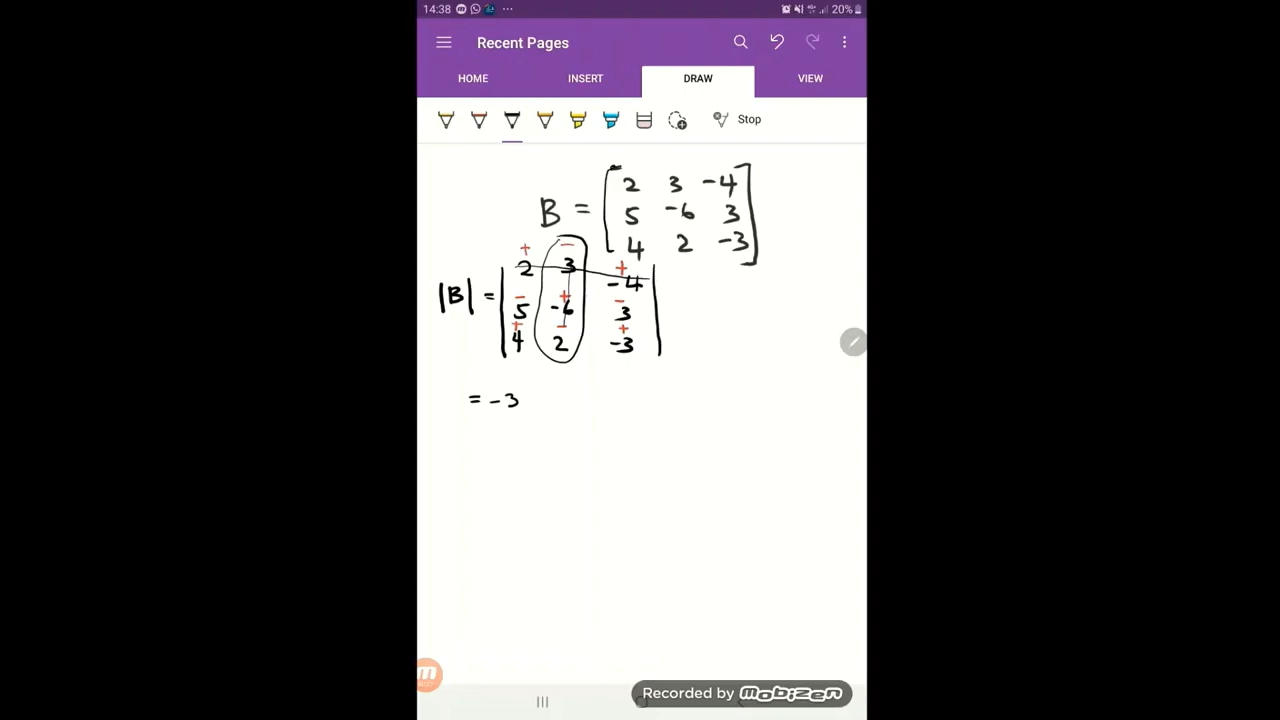 14:38 20%
Recent Pages
HOME INSERT DRAW VIEW
Stop
2 3 -4
B = 5 -6 3
4 2 -3
+ - +
2 3 -4
|B| = - + -
5 -6 3
+ - +
4 2 -3
= -3
Recorded by mobizen